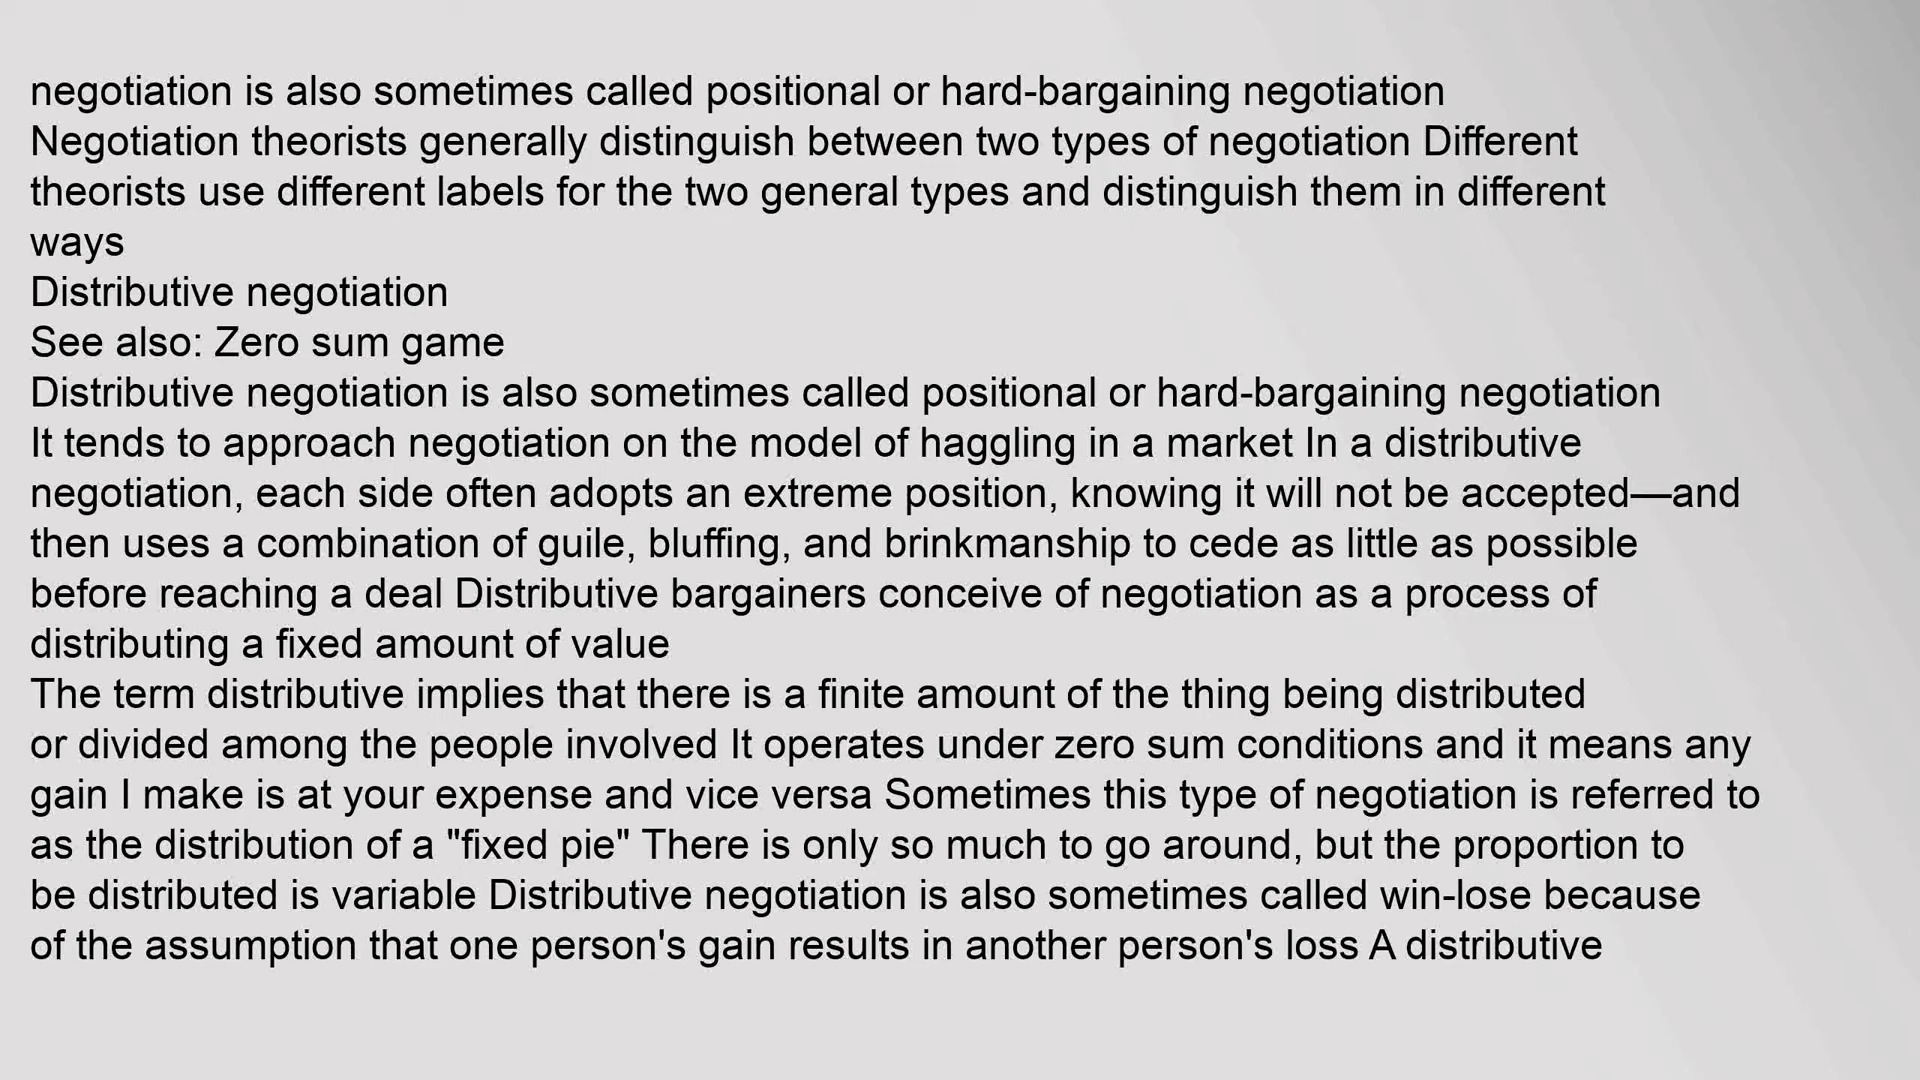 negotiation is also sometimes called positional or hard-bargaining negotiation
Negotiation theorists generally distinguish between two types of negotiation Different
theorists use different labels for the two general types and distinguish them in different
ways
Distributive negotiation
See also: Zero sum game
Distributive negotiation is also sometimes called positional or hard-bargaining negotiation
It tends to approach negotiation on the model of haggling in a market In a distributive
negotiation, each side often adopts an extreme position, knowing it will not be accepted—and
then uses a combination of guile, bluffing, and brinkmanship to cede as little as possible
before reaching a deal Distributive bargainers conceive of negotiation as a process of
distributing a fixed amount of value
The term distributive implies that there is a finite amount of the thing being distributed
or divided among the people involved It operates under zero sum conditions and it means any
gain I make is at your expense and vice versa Sometimes this type of negotiation is referred to
as the distribution of a "fixed pie" There is only so much to go around, but the proportion to
be distributed is variable Distributive negotiation is also sometimes called win-lose because
of the assumption that one person's gain results in another person's loss A distributive